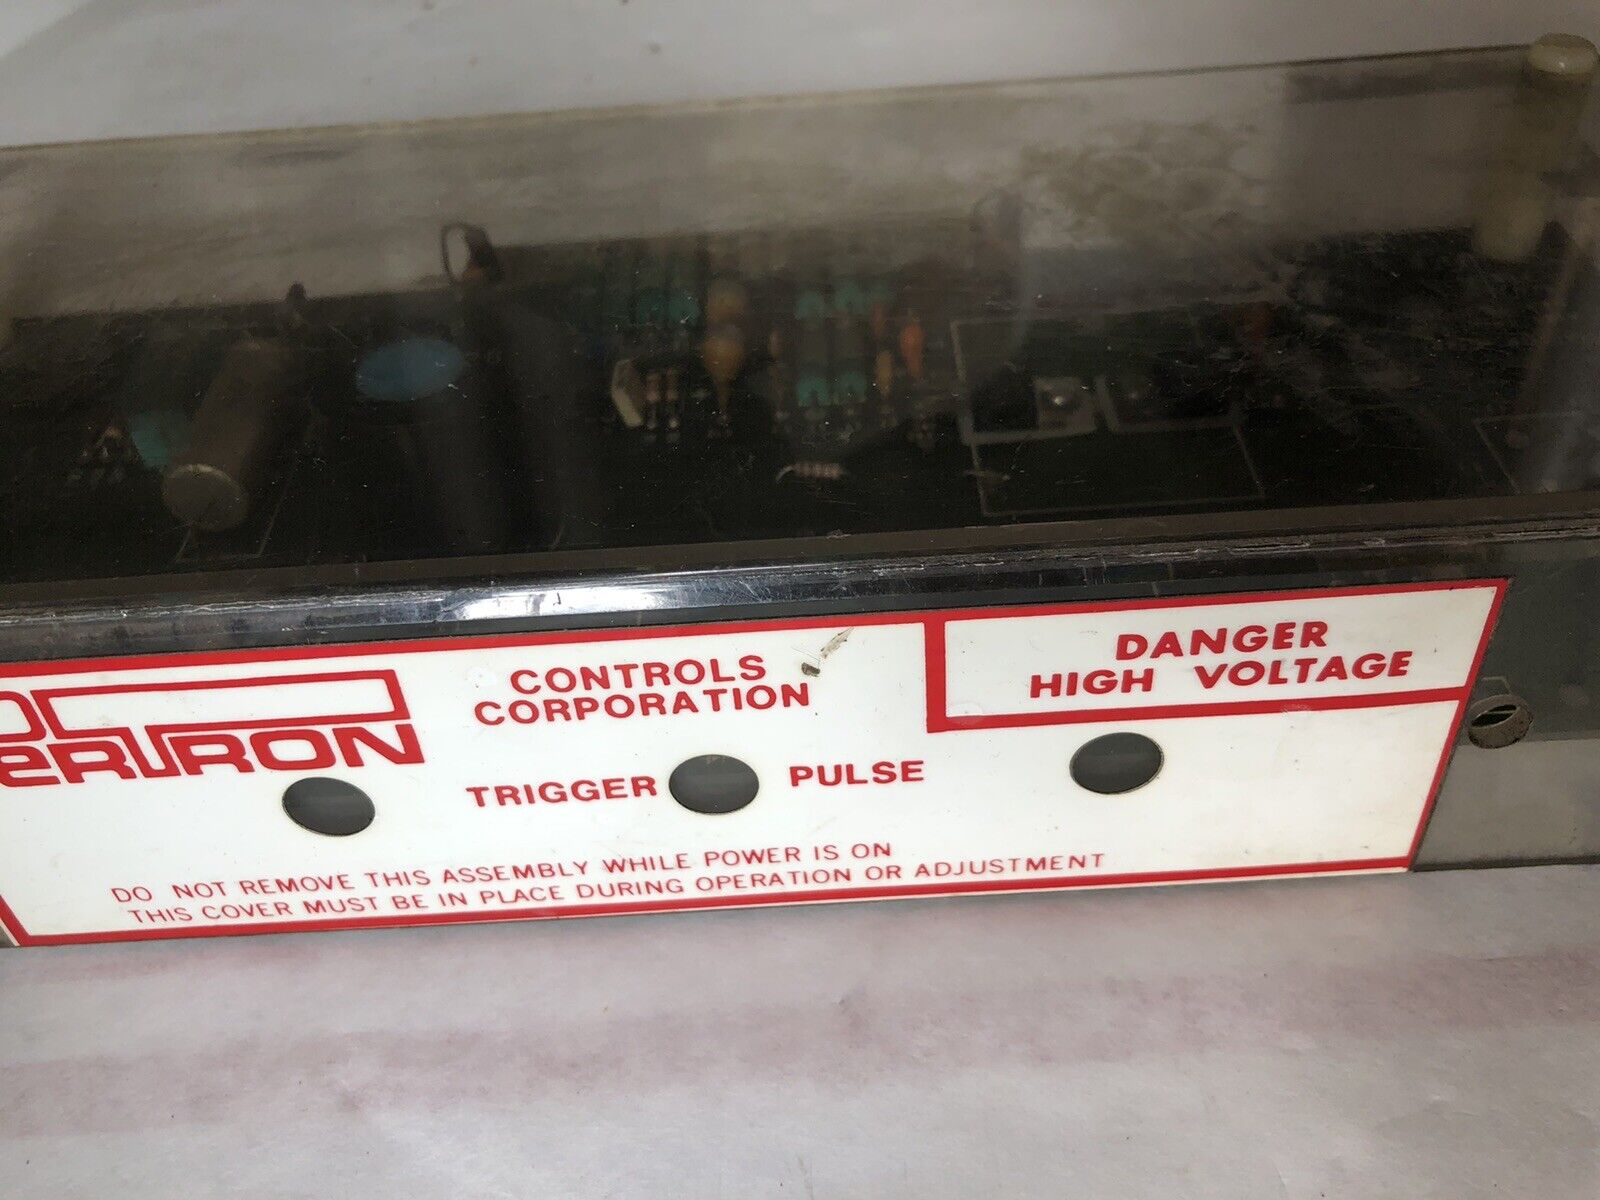 CONTROLS
CORPORATION
DANGER
HIGH VOLTAGE
TRIGGER PULSE
DO NOT REMOVE THIS ASSEMBLY WHILE POWER IS ON
THIS COVER MUST BE IN PLACE DURING OPERATION OR ADJUSTMENT